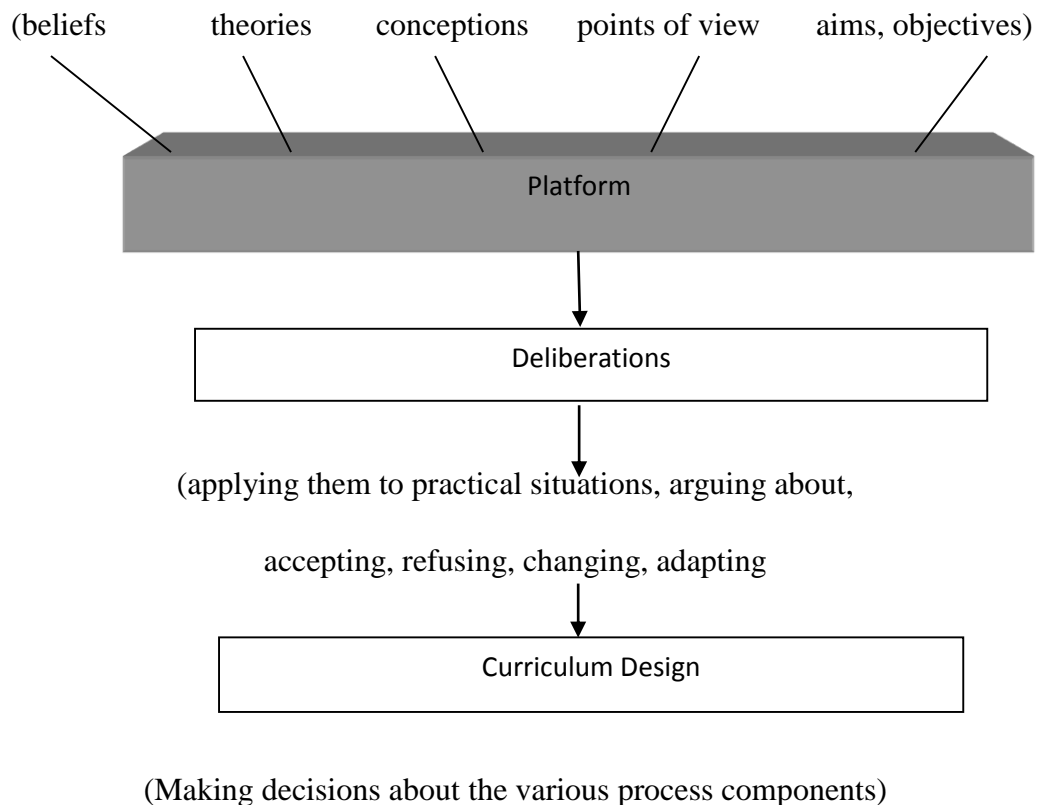 (beliefs theories conceptions points of view aims, objectives)
Platform
Deliberations
(applying them to practical situations, arguing about,
accepting, refusing, changing, adapting
Curriculum Design
(Making decisions about the various process components)